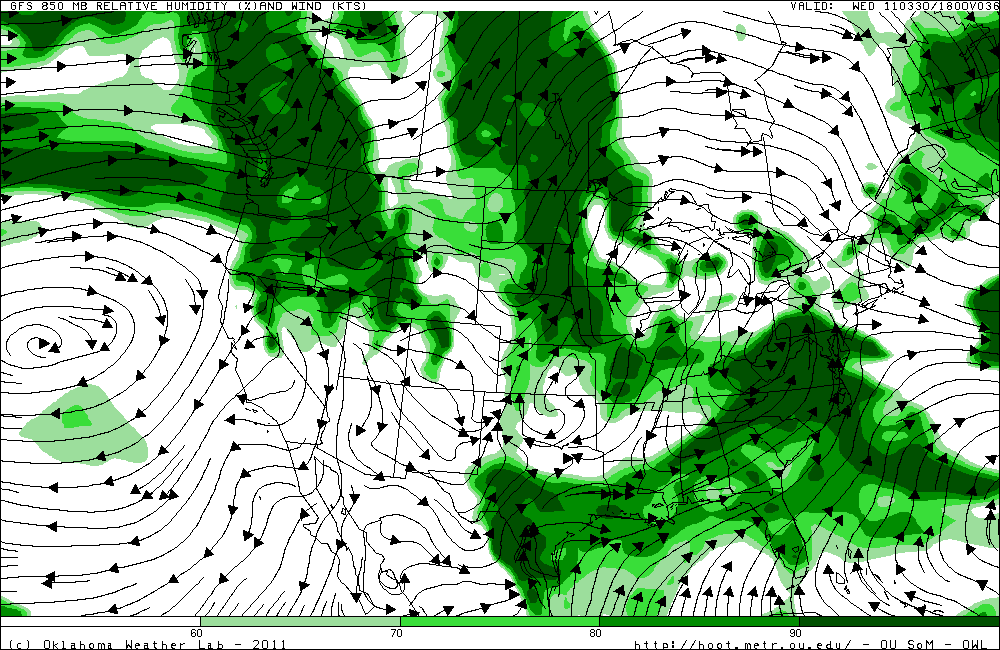 GFS 850 MB RELATIVE HUMIDITY (%)AND WIND (KTS) VALID: WED 110330/1800V036
60 70 80 90
(c) Oklahoma Weather Lab - 2011 http://hoot.metr.ou.edu/ - OU SoM - OWL